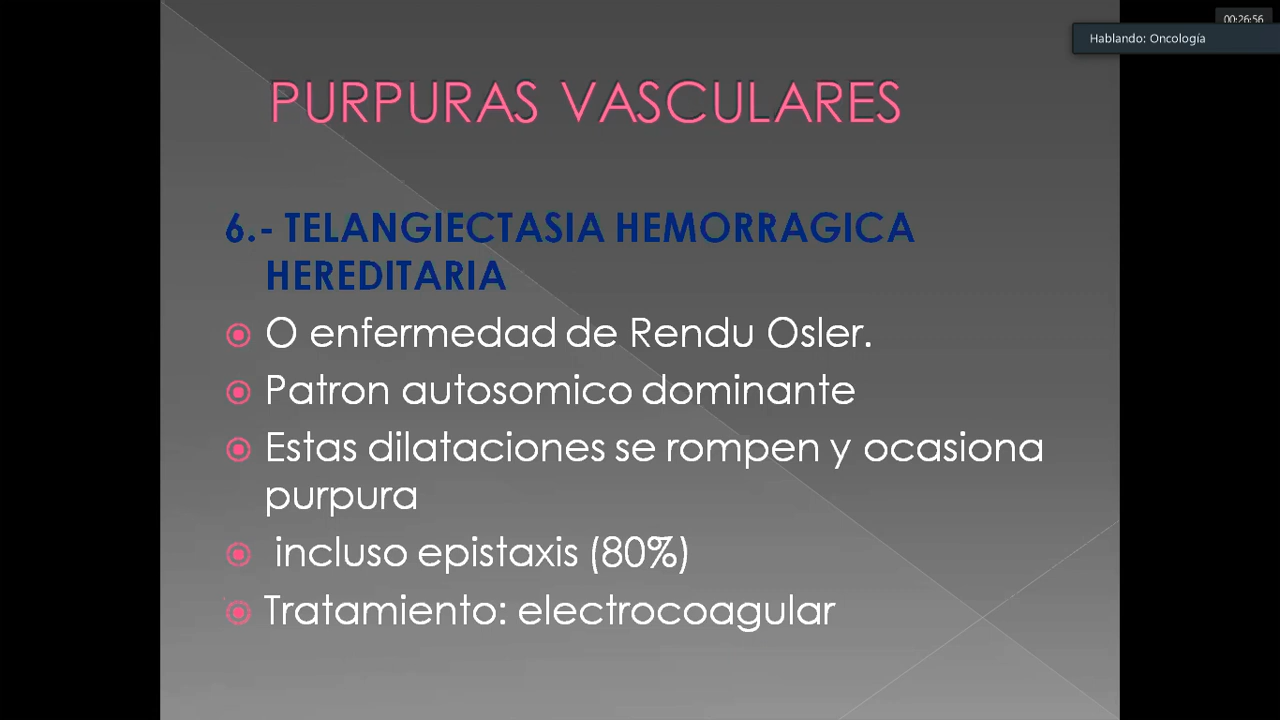 00:26:56
Hablando: Oncología
PURPURAS VASCULARES
6.- TELANGIECTASIA HEMORRAGICA
HEREDITARIA
O enfermedad de Rendu Osler.
Patron autosomico dominante
Estas dilataciones se rompen y ocasiona
purpura
incluso epistaxis (80%)
Tratamiento: electrocoagular